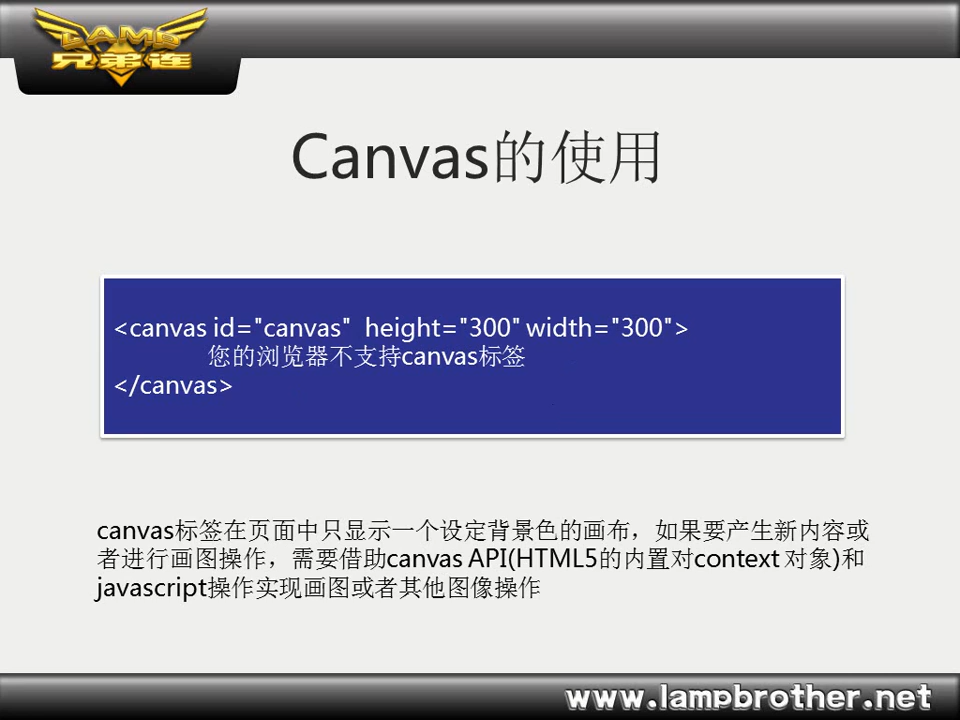 LAMP
兄弟连
Canvas的使用
<canvas id="canvas"  height="300" width="300">
您的浏览器不支持canvas标签
</canvas>
canvas标签在页面中只显示一个设定背景色的画布，如果要产生新内容或
者进行画图操作，需要借助canvas API(HTML5的内置对context 对象)和
javascript操作实现画图或者其他图像操作
www.lampbrother.net